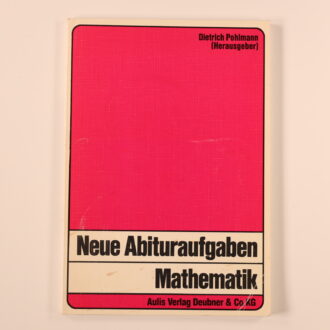 Dietrich Pohlmann
(Herausgeber)
Neue Abituraufgaben
Mathematik
Aulis Verlag Deubner & Co KG